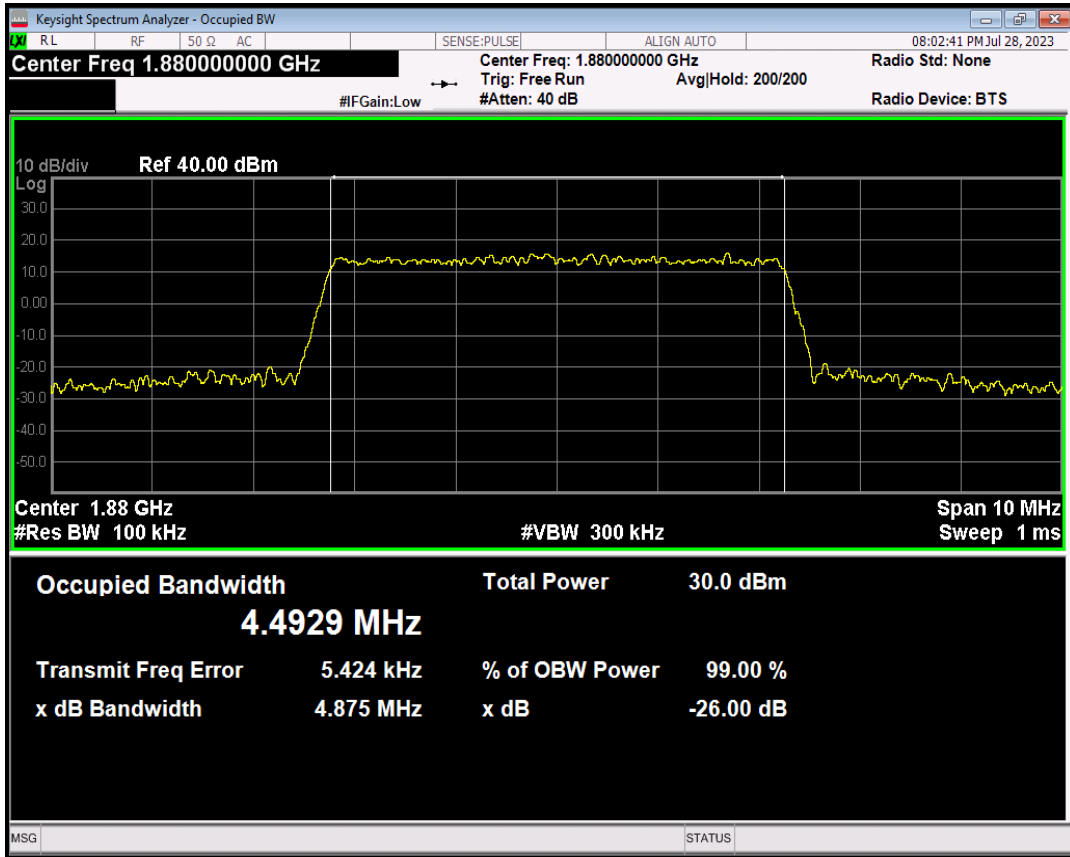 Keysight Spectrum Analyzer - Occupied BW
LXI RL RF 50 Ω AC SENSE:PULSE ALIGN AUTO 08:02:41 PM Jul 28, 2023
Center Freq 1.880000000 GHz Center Freq: 1.880000000 GHz Radio Std: None
Trig: Free Run Avg|Hold: 200/200
#IFGain:Low #Atten: 40 dB Radio Device: BTS
10 dB/div Ref 40.00 dBm
Log
30.0
20.0
10.0
0.00
-10.0
-20.0
-30.0
-40.0
-50.0
Center 1.88 GHz Span 10 MHz
#Res BW 100 kHz #VBW 300 kHz Sweep 1 ms
Occupied Bandwidth Total Power 30.0 dBm
4.4929 MHz
Transmit Freq Error 5.424 kHz % of OBW Power 99.00 %
x dB Bandwidth 4.875 MHz x dB -26.00 dB
MSG STATUS